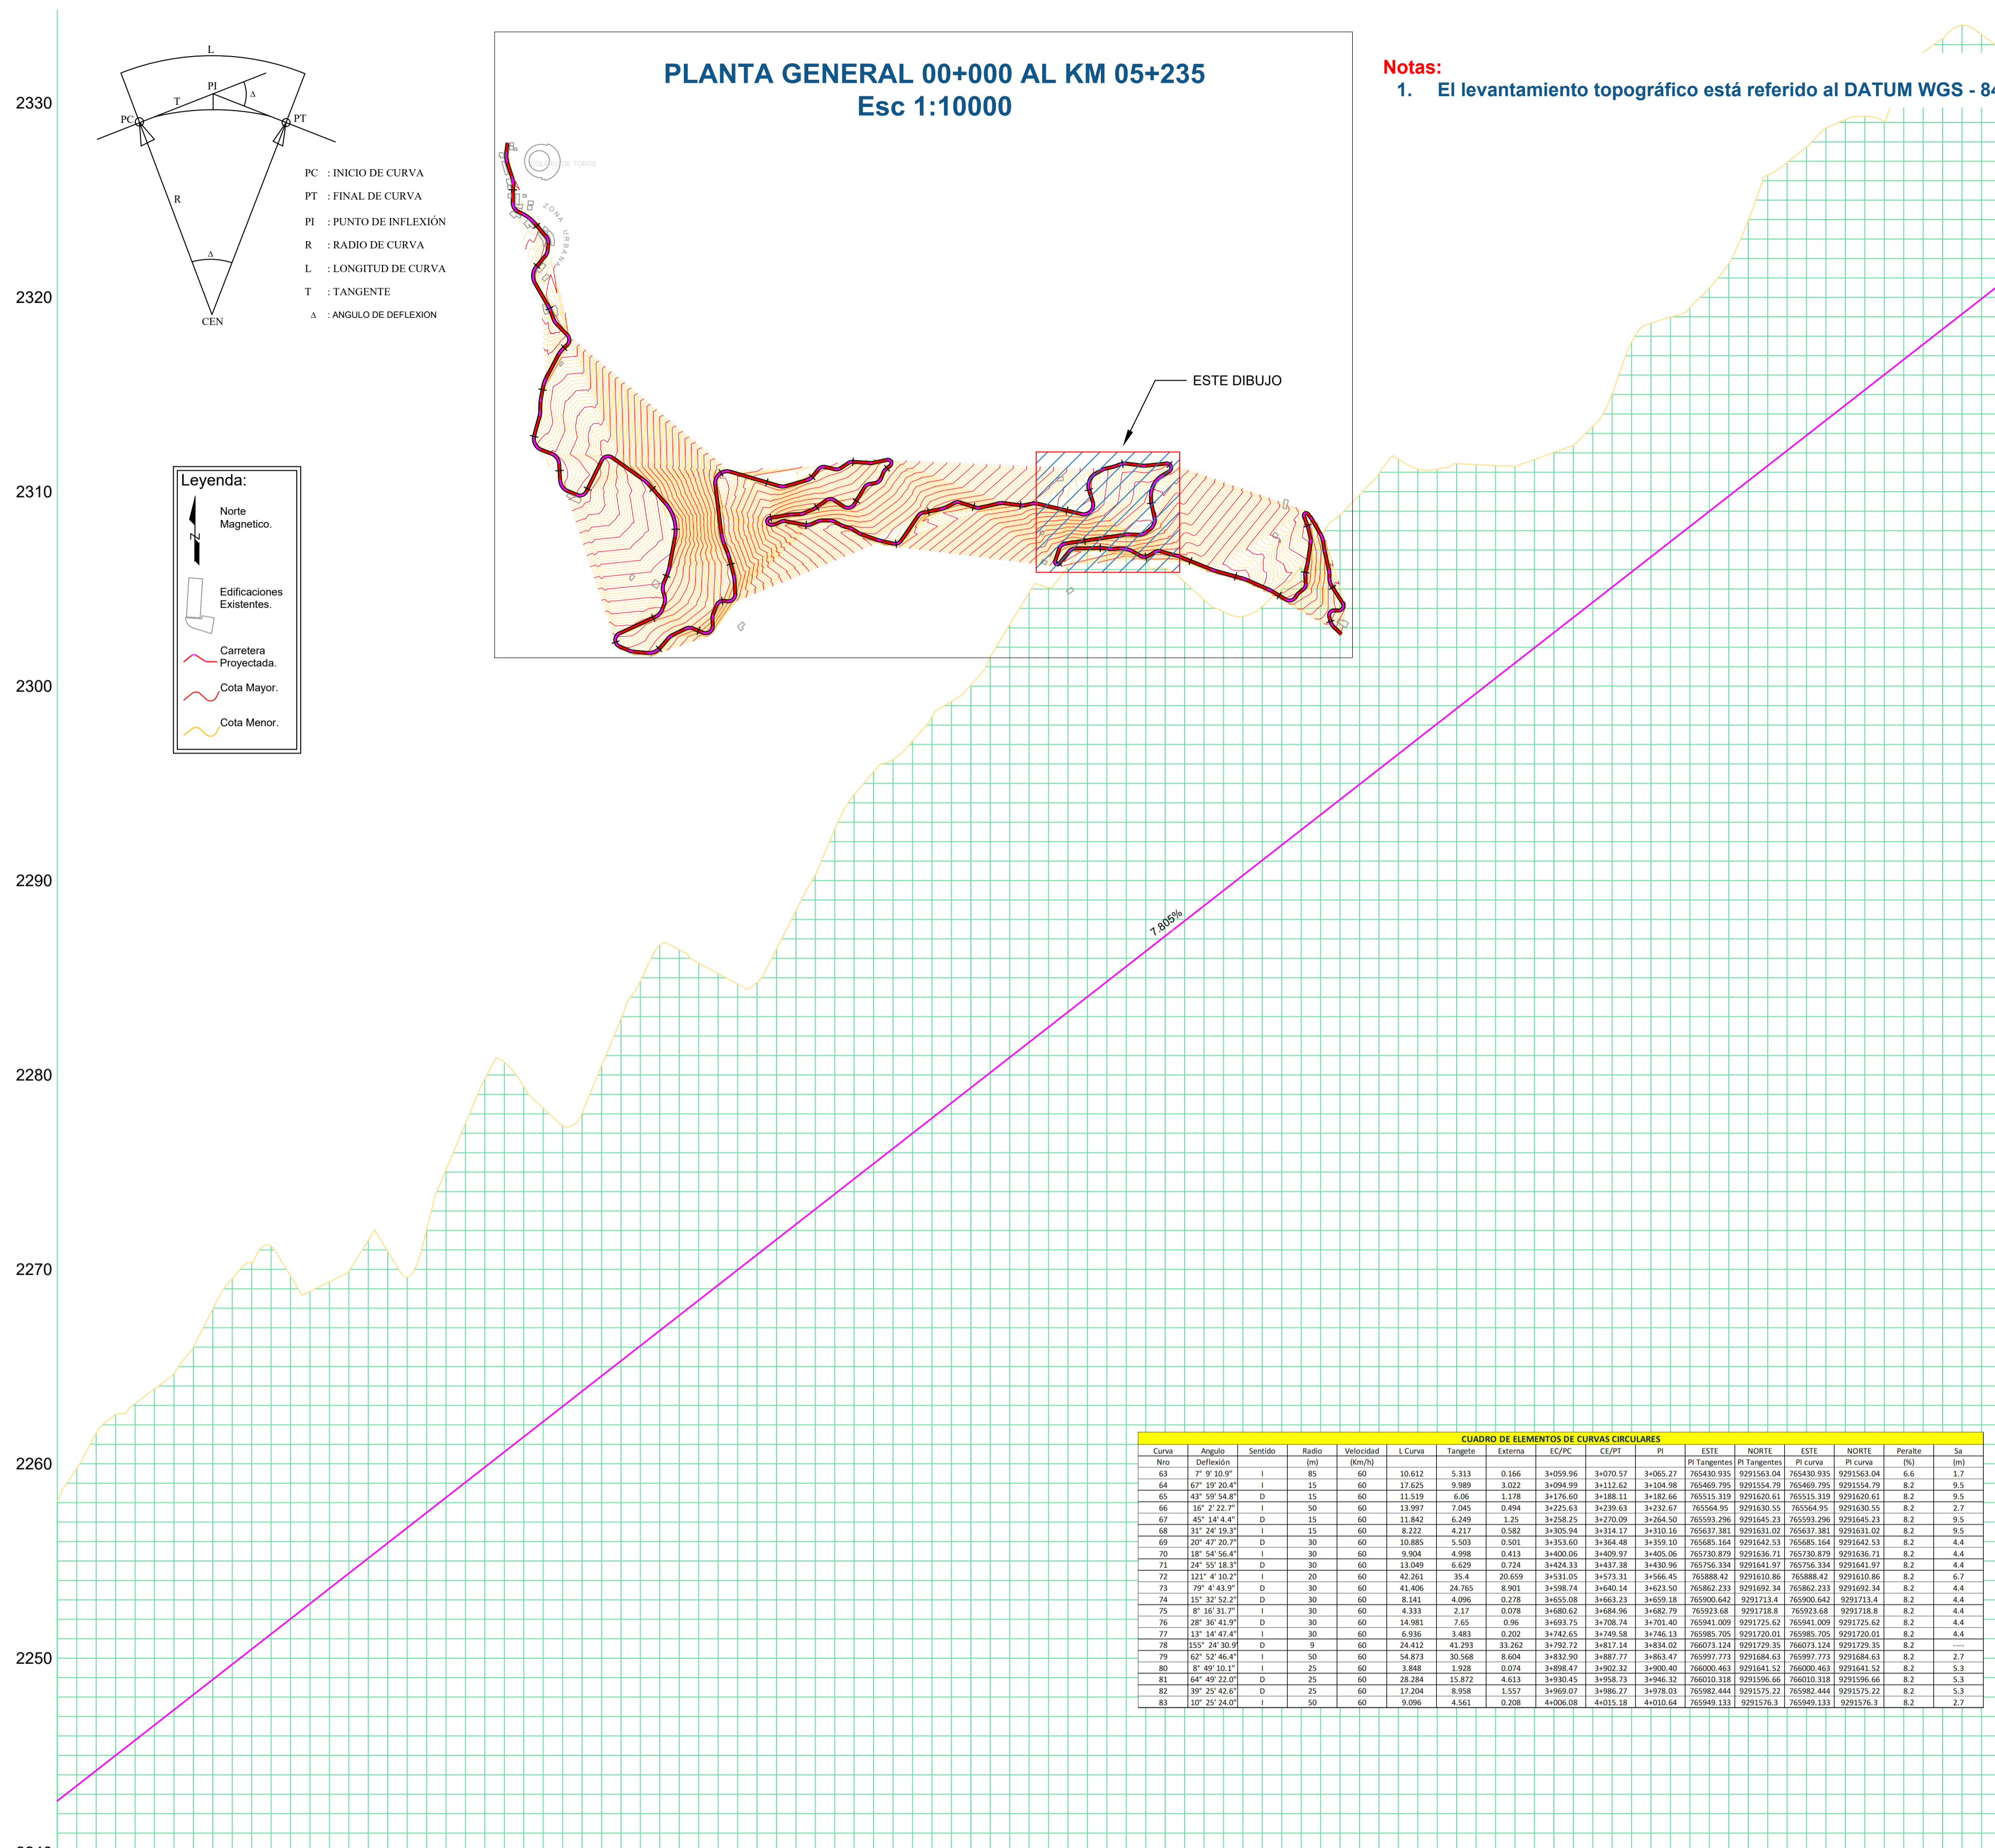 2330
2320
2310
2300
2290
2280
2270
2260
2250
L
PI
T
Δ
PC
PT
R
Δ
CEN
PC : INICIO DE CURVA
PT : FINAL DE CURVA
PI : PUNTO DE INFLEXIÓN
R : RADIO DE CURVA
L : LONGITUD DE CURVA
T : TANGENTE
Δ : ANGULO DE DEFLEXION
Leyenda:
Norte
Magnetico.
N
Edificaciones
Existentes.
Carretera
Proyectada.
Cota Mayor.
Cota Menor.
PLANTA GENERAL 00+000 AL KM 05+235
Esc 1:10000
DE TOROS
ZONA URBANA
ESTE DIBUJO
Notas:
1. El levantamiento topográfico está referido al DATUM WGS - 84
7.805%
CUADRO DE ELEMENTOS DE CURVAS CIRCULARES
Curva Angulo Sentido Radio Velocidad L Curva Tangete Externa EC/PC CE/PT PI ESTE NORTE ESTE NORTE Peralte Sa
Nro Deflexión (m) (Km/h) PI Tangentes PI Tangentes PI curva PI curva (%) (m)
63 7° 9' 10.9" I 85 60 10.612 5.313 0.166 3+059.96 3+070.57 3+065.27 765430.935 9291563.04 765430.935 9291563.04 6.6 1.7
64 67° 19' 20.4" I 15 60 17.625 9.989 3.022 3+094.99 3+112.62 3+104.98 765469.795 9291554.79 765469.795 9291554.79 8.2 9.5
65 43° 59' 54.8" D 15 60 11.519 6.06 1.178 3+176.60 3+188.11 3+182.66 765515.319 9291620.61 765515.319 9291620.61 8.2 9.5
66 16° 2' 22.7" I 50 60 13.997 7.045 0.494 3+225.63 3+239.63 3+232.67 765564.95 9291630.55 765564.95 9291630.55 8.2 2.7
67 45° 14' 4.4" D 15 60 11.842 6.249 1.25 3+258.25 3+270.09 3+264.50 765593.296 9291645.23 765593.296 9291645.23 8.2 9.5
68 31° 24' 19.3" I 15 60 8.222 4.217 0.582 3+305.94 3+314.17 3+310.16 765637.381 9291631.02 765637.381 9291631.02 8.2 9.5
69 20° 47' 20.7" D 30 60 10.885 5.503 0.501 3+353.60 3+364.48 3+359.10 765685.164 9291642.53 765685.164 9291642.53 8.2 4.4
70 18° 54' 56.4" I 30 60 9.904 4.998 0.413 3+400.06 3+409.97 3+405.06 765730.879 9291636.71 765730.879 9291636.71 8.2 4.4
71 24° 55' 18.3" D 30 60 13.049 6.629 0.724 3+424.33 3+437.38 3+430.96 765756.334 9291641.97 765756.334 9291641.97 8.2 4.4
72 121° 4' 10.2" I 20 60 42.261 35.4 20.659 3+531.05 3+573.31 3+566.45 765888.42 9291610.86 765888.42 9291610.86 8.2 6.7
73 79° 4' 43.9" D 30 60 41.406 24.765 8.901 3+598.74 3+640.14 3+623.50 765862.233 9291692.34 765862.233 9291692.34 8.2 4.4
74 15° 32' 52.2" D 30 60 8.141 4.096 0.278 3+655.08 3+663.23 3+659.18 765900.642 9291713.4 765900.642 9291713.4 8.2 4.4
75 8° 16' 31.7" I 30 60 4.333 2.17 0.078 3+680.62 3+684.96 3+682.79 765923.68 9291718.8 765923.68 9291718.8 8.2 4.4
76 28° 36' 41.9" D 30 60 14.981 7.65 0.96 3+693.75 3+708.74 3+701.40 765941.009 9291725.62 765941.009 9291725.62 8.2 4.4
77 13° 14' 47.4" I 30 60 6.936 3.483 0.202 3+742.65 3+749.58 3+746.13 765985.705 9291720.01 765985.705 9291720.01 8.2 4.4
78 155° 24' 30.9" D 9 60 24.412 41.293 33.262 3+792.72 3+817.14 3+834.02 766073.124 9291729.35 766073.124 9291729.35 8.2 ----
79 62° 52' 46.4" I 50 60 54.873 30.568 8.604 3+832.90 3+887.77 3+863.47 765997.773 9291684.63 765997.773 9291684.63 8.2 2.7
80 8° 49' 10.1" I 25 60 3.848 1.928 0.074 3+898.47 3+902.32 3+900.40 766000.463 9291641.52 766000.463 9291641.52 8.2 5.3
81 64° 49' 22.0" D 25 60 28.284 15.872 4.613 3+930.45 3+958.73 3+946.32 766010.318 9291596.66 766010.318 9291596.66 8.2 5.3
82 39° 25' 42.6" D 25 60 17.204 8.958 1.557 3+969.07 3+986.27 3+978.03 765982.444 9291575.22 765982.444 9291575.22 8.2 5.3
83 10° 25' 24.0" I 50 60 9.096 4.561 0.208 4+006.08 4+015.18 4+010.64 765949.133 9291576.3 765949.133 9291576.3 8.2 2.7